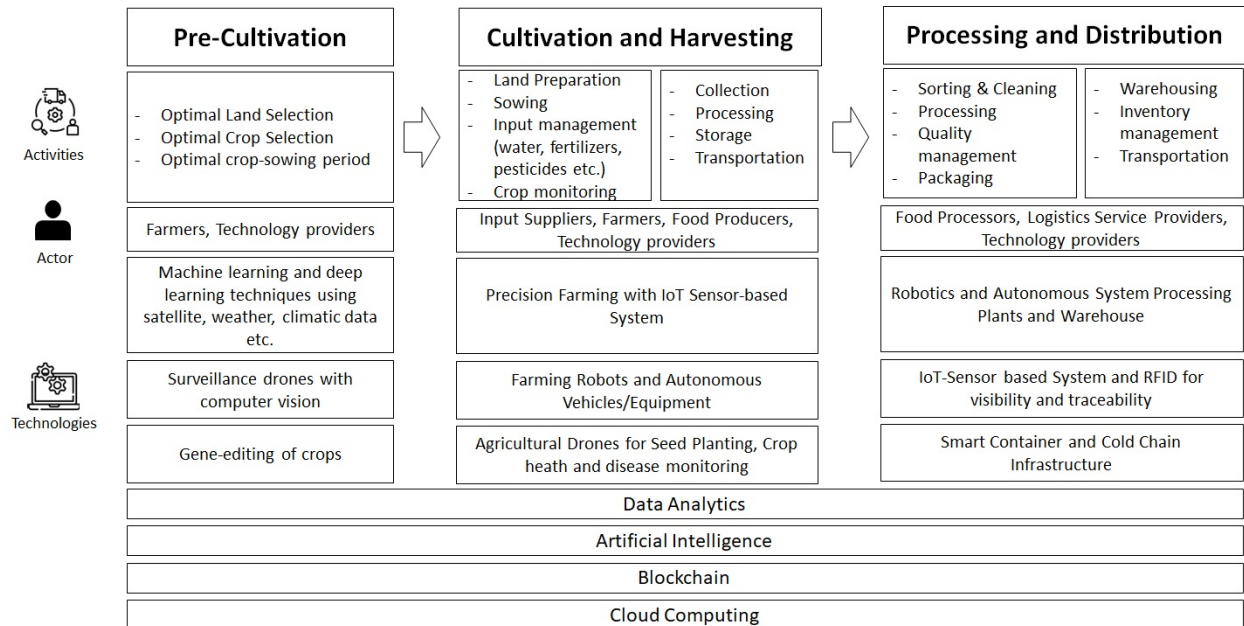 Pre-Cultivation
Cultivation and Harvesting
Processing and Distribution
Activities
- Optimal Land Selection
- Optimal Crop Selection
- Optimal crop-sowing period
- Land Preparation
- Sowing
- Input management
(water, fertilizers,
pesticides etc.)
- Crop monitoring
- Collection
- Processing
- Storage
- Transportation
- Sorting & Cleaning
- Processing
- Quality
management
- Packaging
- Warehousing
- Inventory
management
- Transportation
Actor
Farmers, Technology providers
Input Suppliers, Farmers, Food Producers,
Technology providers
Food Processors, Logistics Service Providers,
Technology providers
Technologies
Machine learning and deep
learning techniques using
satellite, weather, climatic data
etc.
Precision Farming with IoT Sensor-based
System
Robotics and Autonomous System Processing
Plants and Warehouse
Surveillance drones with
computer vision
Farming Robots and Autonomous
Vehicles/Equipment
IoT-Sensor based System and RFID for
visibility and traceability
Gene-editing of crops
Agricultural Drones for Seed Planting, Crop
heath and disease monitoring
Smart Container and Cold Chain
Infrastructure
Data Analytics
Artificial Intelligence
Blockchain
Cloud Computing